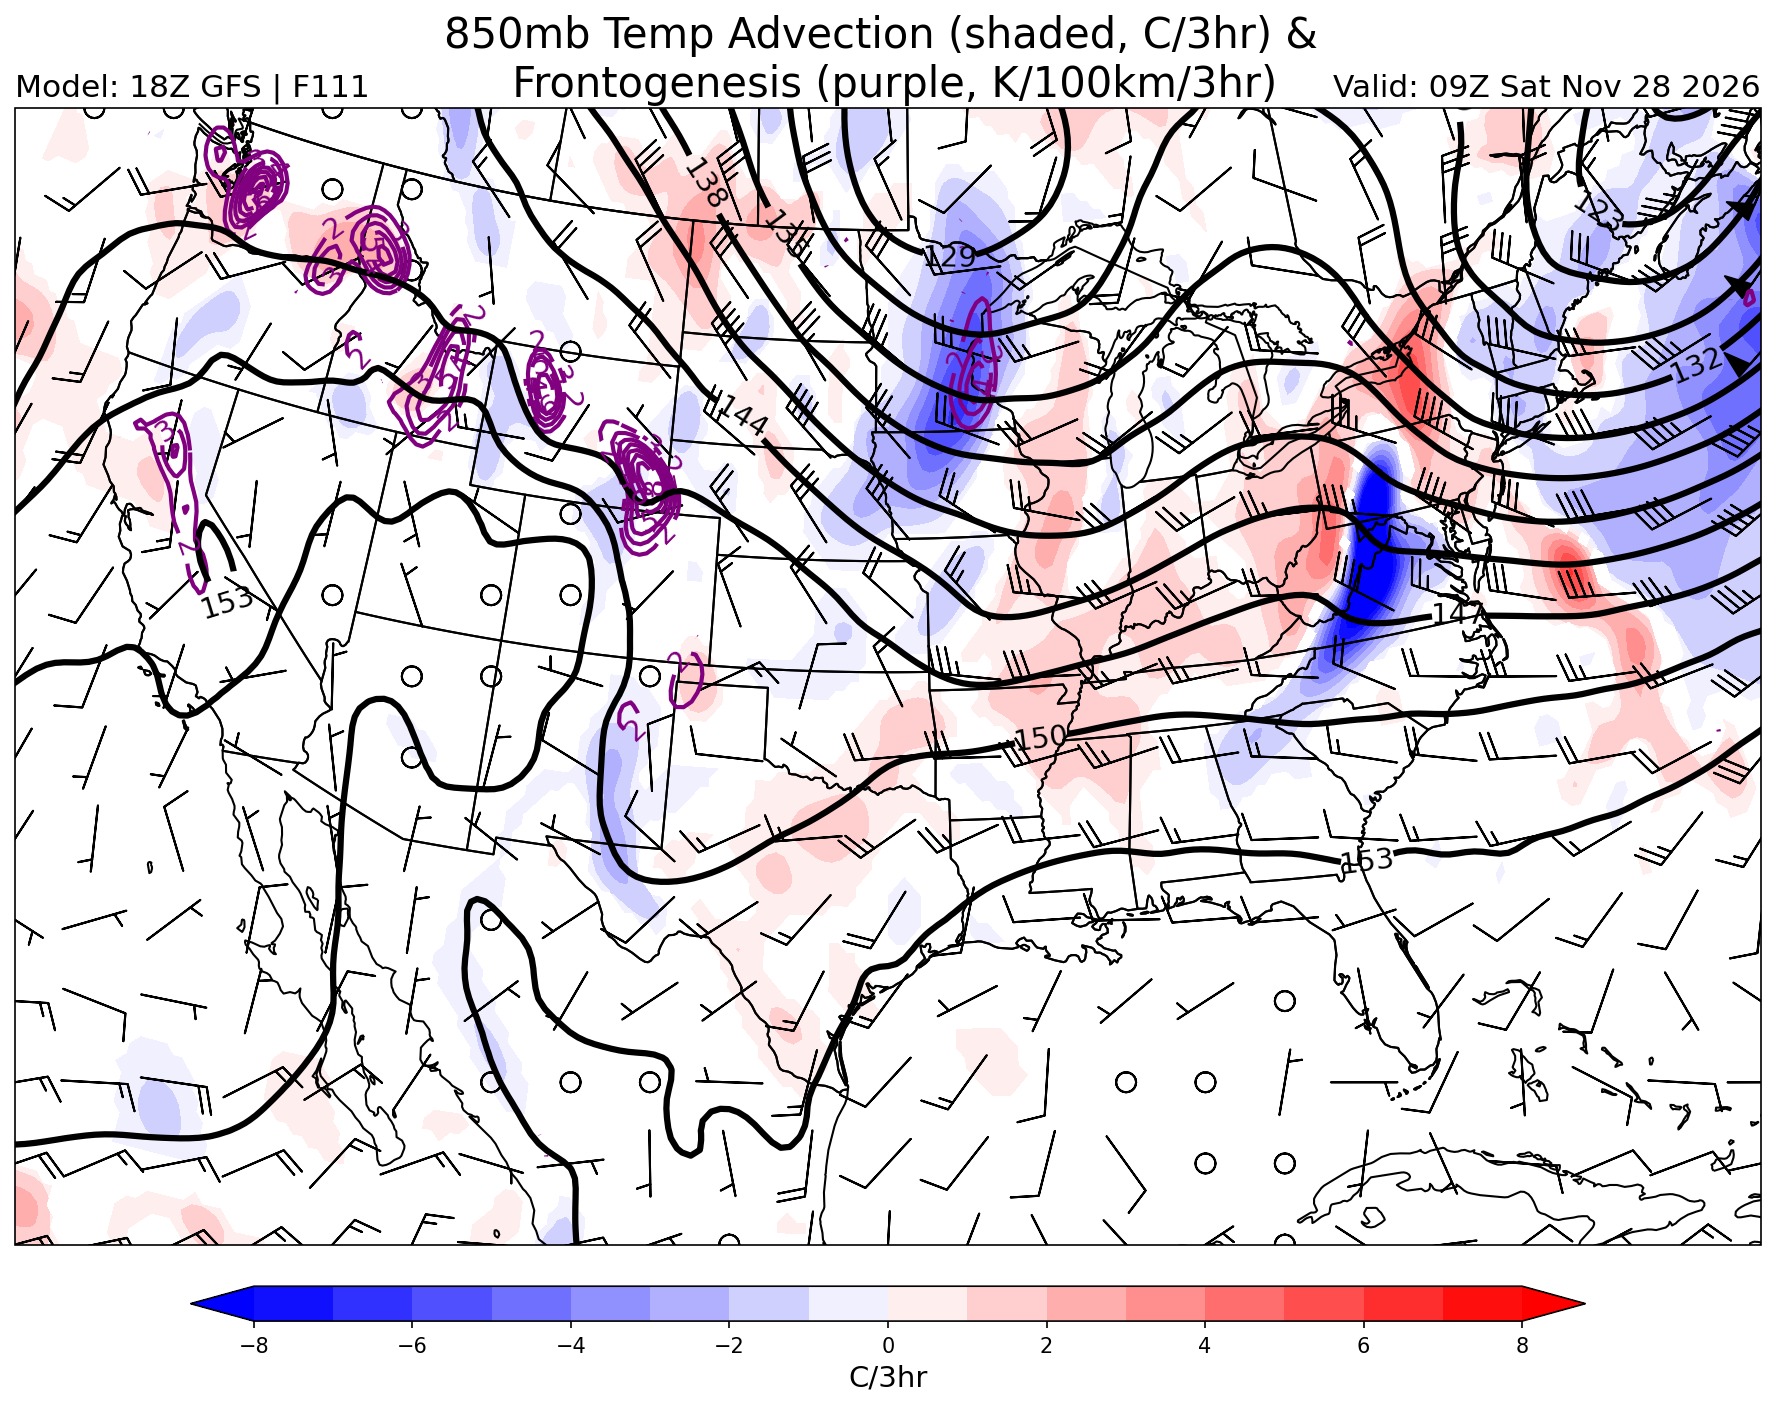 850mb Temp Advection (shaded, C/3hr) &
Model: 18Z GFS | F111
Frontogenesis (purple, K/100km/3hr)
Valid: 09Z Sat Nov 28 2026
138
129
123
132
144
153
147
150
153
−8 −6 −4 −2 0 2 4 6 8
C/3hr